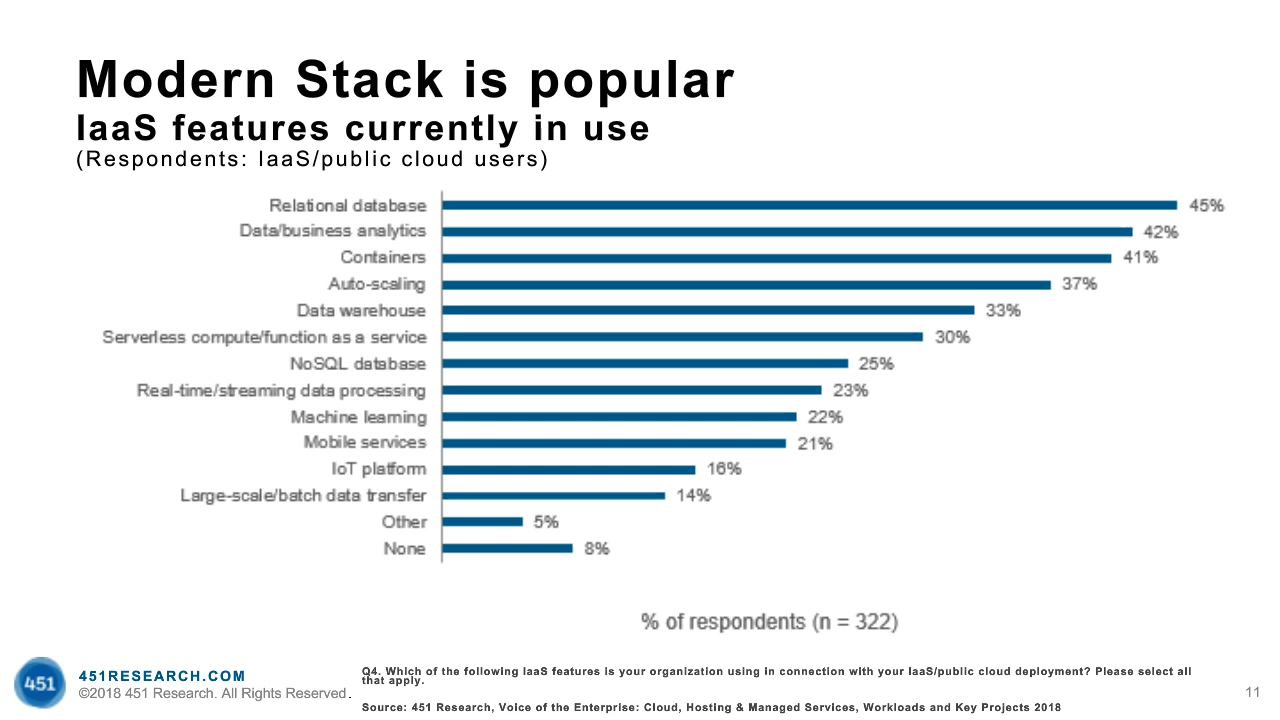 Modern Stack is popular
IaaS features currently in use
(Respondents: IaaS/public cloud users)
Relational database 45%
Data/business analytics 42%
Containers 41%
Auto-scaling 37%
Data warehouse 33%
Serverless compute/function as a service 30%
NoSQL database 25%
Real-time/streaming data processing 23%
Machine learning 22%
Mobile services 21%
IoT platform 16%
Large-scale/batch data transfer 14%
Other 5%
None 8%
% of respondents (n = 322)
451
451RESEARCH.COM
©2018 451 Research. All Rights Reserved.
Q4. Which of the following IaaS features is your organization using in connection with your IaaS/public cloud deployment? Please select all
that apply.
Source: 451 Research, Voice of the Enterprise: Cloud, Hosting & Managed Services, Workloads and Key Projects 2018
11